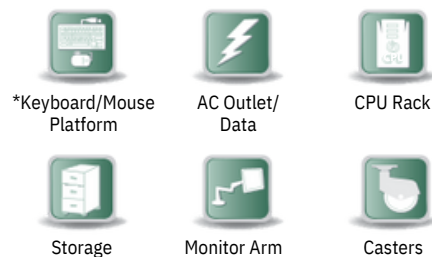 *Keyboard/Mouse
Platform
AC Outlet/
Data
CPU Rack
Storage
Monitor Arm
Casters